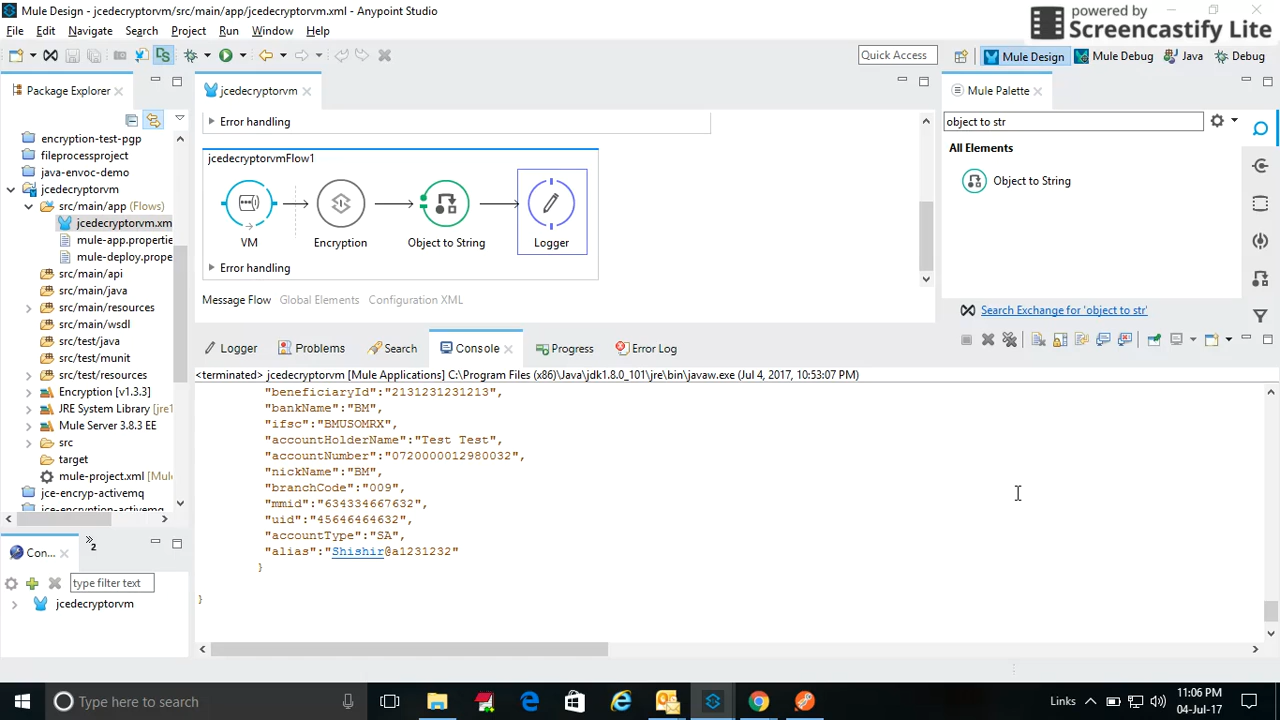 Mule Design - jcedecryptorvm/src/main/app/jcedecryptorvm.xml - Anypoint Studio
powered by
Screencastify Lite
File Edit Navigate Search Project Run Window Help
Quick Access
Mule Design
Mule Debug
Java
Debug
Package Explorer
encryption-test-pgp
fileprocessproject
java-envoc-demo
jcedecryptorvm
src/main/app (Flows)
jcedecryptorvm.xm
mule-app.propertie
mule-deploy.prope
src/main/api
src/main/java
src/main/resources
src/main/wsdl
src/test/java
src/test/munit
src/test/resources
Encryption [v1.3.3]
JRE System Library [jre1
Mule Server 3.8.3 EE
src
target
mule-project.xml [Mul
jce-encryp-activemq
jce-encryption-activemq
jcedecryptorvm
Error handling
jcedecryptorvmFlow1
VM
Encryption
Object to String
Logger
Error handling
Message Flow Global Elements Configuration XML
Mule Palette
object to str
All Elements
Object to String
Search Exchange for 'object to str'
Logger
Problems
Search
Console
Progress
Error Log
<terminated> jcedecryptorvm [Mule Applications] C:\Program Files (x86)\Java\jdk1.8.0_101\jre\bin\javaw.exe (Jul 4, 2017, 10:53:07 PM)
"beneficiaryId":"2131231231213",
"bankName":"BM",
"ifsc":"BMUSOMRX",
"accountHolderName":"Test Test",
"accountNumber":"0720000012980032",
"nickName":"BM",
"branchCode":"009",
"mmid":"634334667632",
"uid":"45646464632",
"accountType":"SA",
"alias":"Shishir@a1231232"
}
}
Con...
2
type filter text
jcedecryptorvm
Type here to search
Links
11:06 PM
04-Jul-17